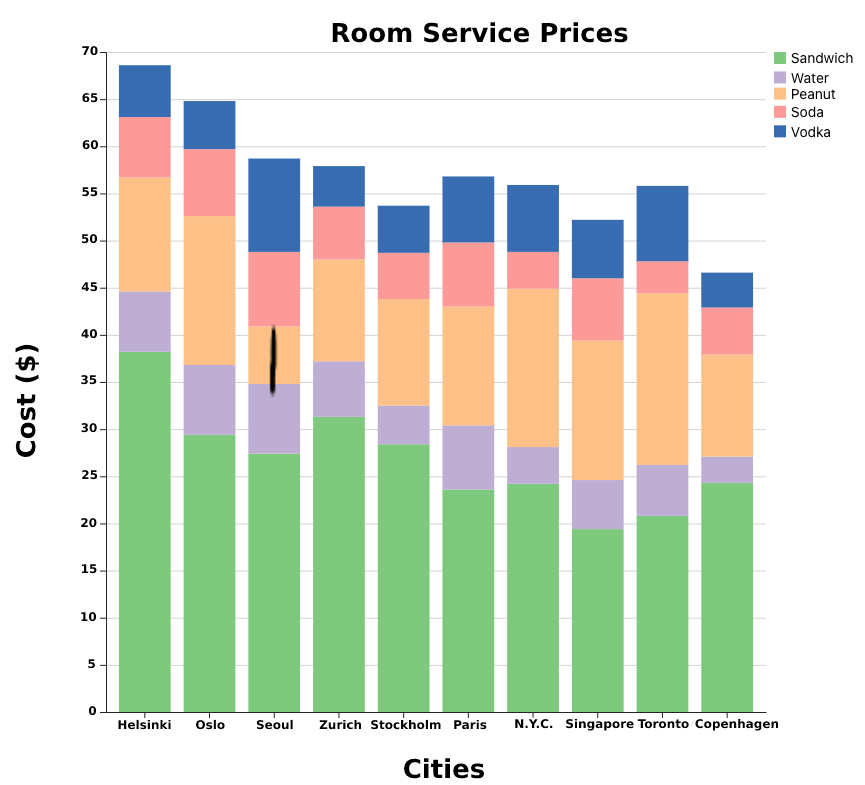 Room Service Prices
Sandwich
Water
Peanut
Soda
Vodka
70
65
60
55
50
45
40
35
30
25
20
15
10
5
0
Cost ($)
Helsinki Oslo Seoul Zurich Stockholm Paris N.Y.C. Singapore Toronto Copenhagen
Cities